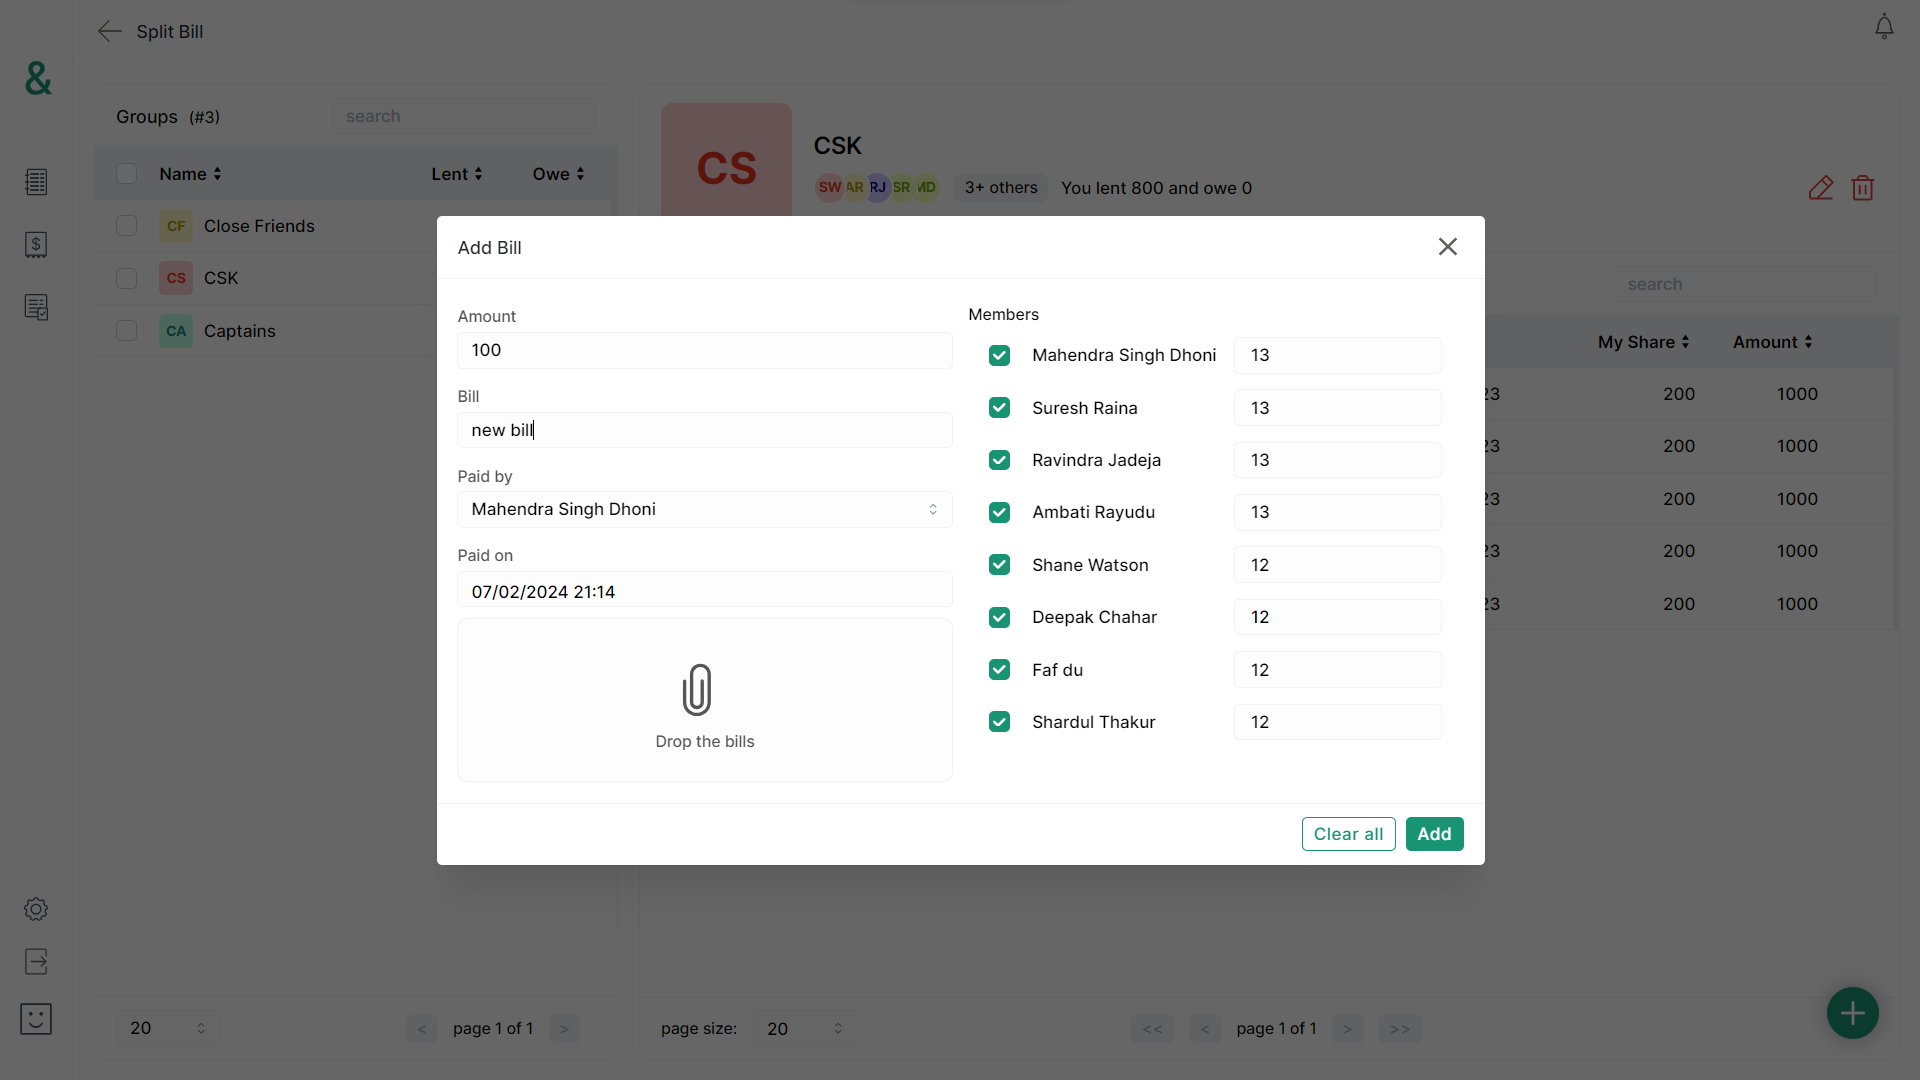 Split Bill
&
Groups (#3)
search
Name
Lent
Owe
CF
Close Friends
CS
CSK
CA
Captains
20
<
page 1 of 1
>
CS
CSK
SW
AR
RJ
SR
MD
3+ others
You lent 800 and owe 0
search
My Share
Amount
23
200
1000
23
200
1000
23
200
1000
23
200
1000
23
200
1000
page size:
20
<<
<
page 1 of 1
>
>>
Add Bill
Amount
100
Bill
new bill
Paid by
Mahendra Singh Dhoni
Paid on
07/02/2024 21:14
Drop the bills
Members
Mahendra Singh Dhoni
13
Suresh Raina
13
Ravindra Jadeja
13
Ambati Rayudu
13
Shane Watson
12
Deepak Chahar
12
Faf du
12
Shardul Thakur
12
Clear all
Add